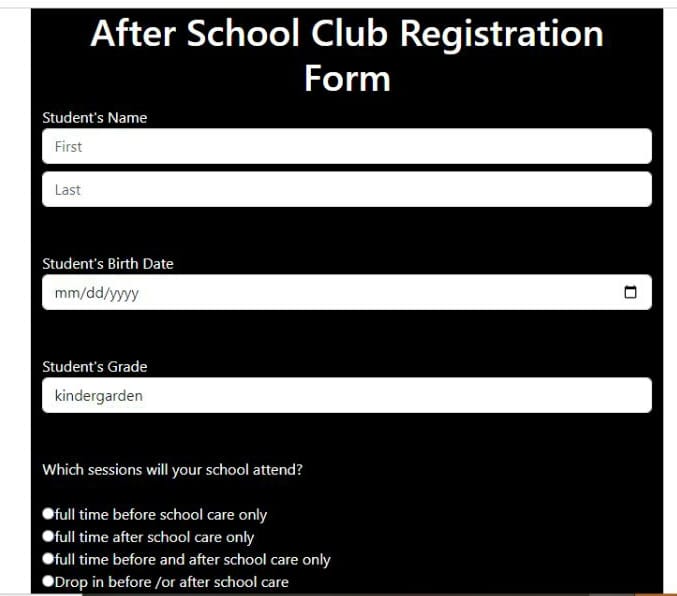 After School Club Registration
Form
Student's Name
First
Last
Student's Birth Date
mm/dd/yyyy
Student's Grade
kindergarden
Which sessions will your school attend?
full time before school care only
full time after school care only
full time before and after school care only
Drop in before /or after school care